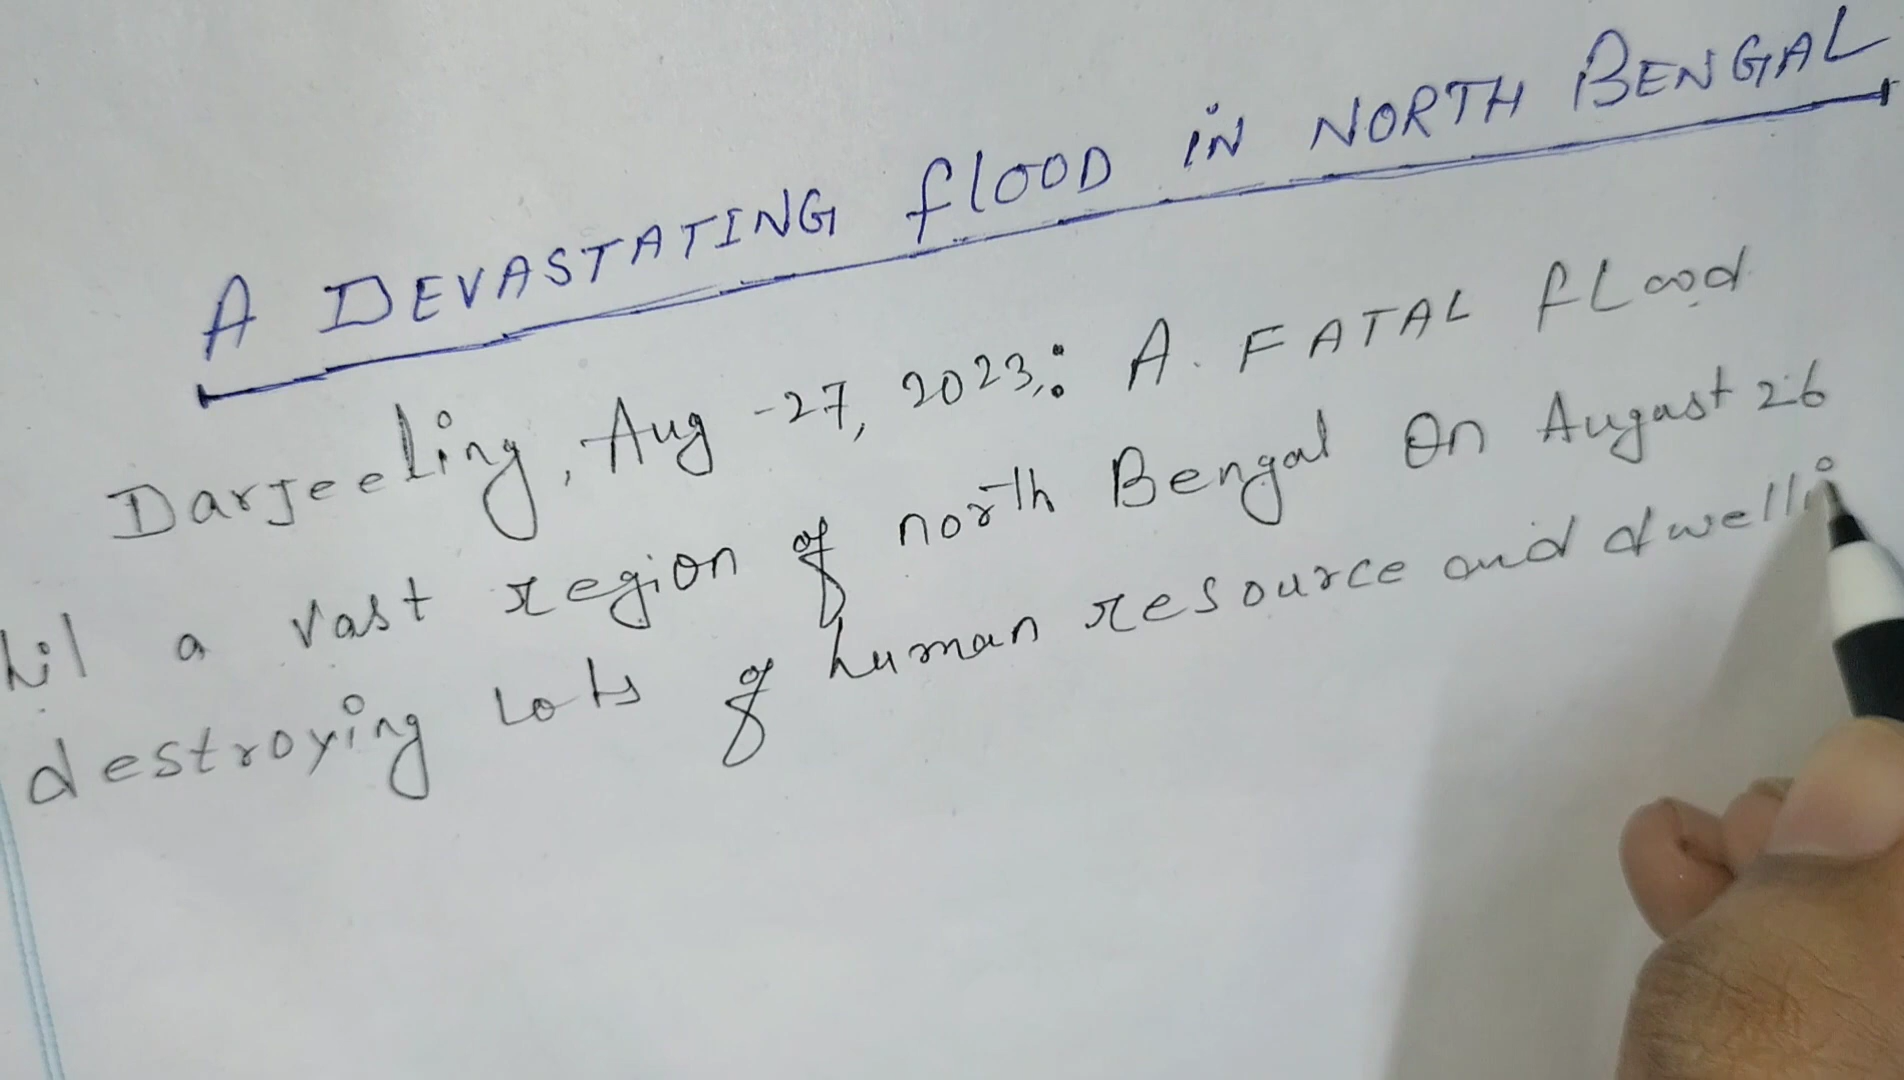 A DEVASTATING flOOD iN NORTH BENGAL
Darjeeling, Aug -27, 2023,: A. FATAL fLood
hit a vast region of north Bengal On August 26
destroying Lots of human resource and dwelli